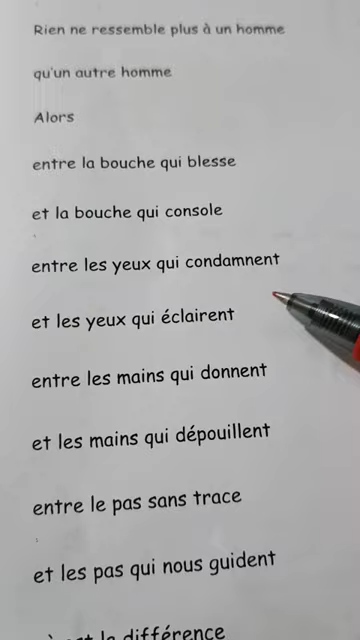 Rien ne ressemble plus à un homme
qu'un autre homme
Alors
entre la bouche qui blesse
et la bouche qui console
entre les yeux qui condamnent
et les yeux qui éclairent
entre les mains qui donnent
et les mains qui dépouillent
entre le pas sans trace
et les pas qui nous guident
la différence